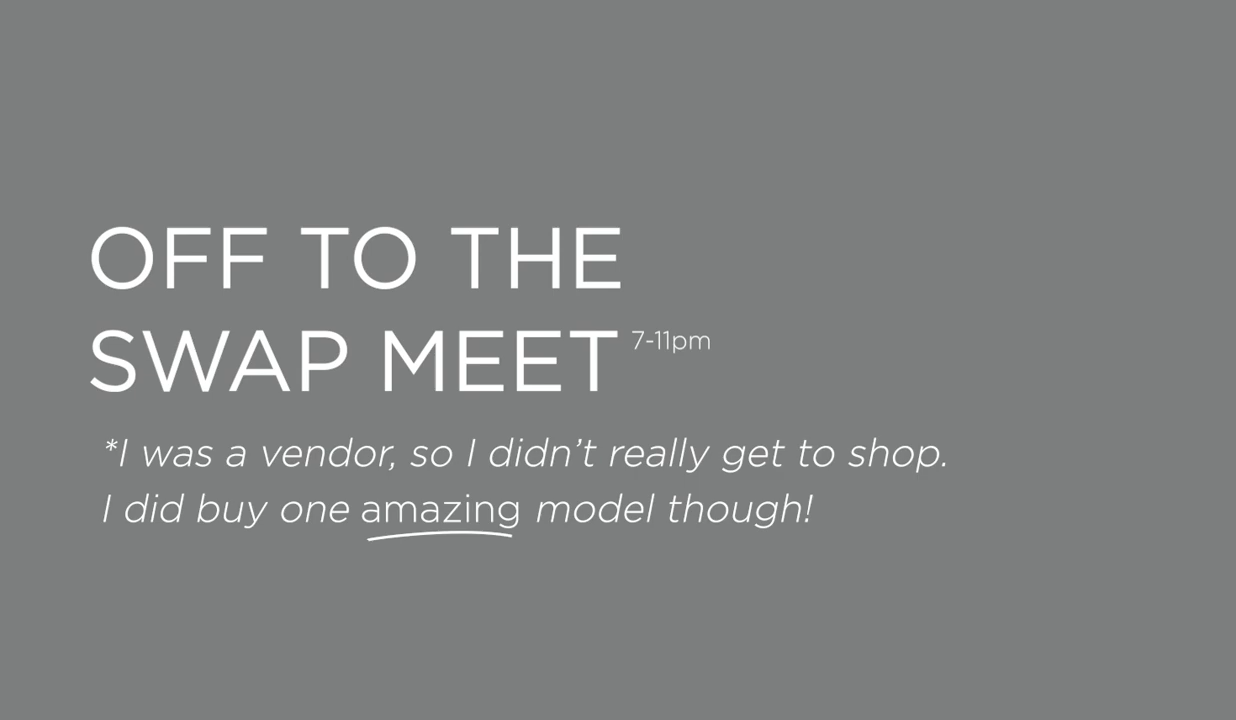 OFF TO THE
SWAP MEET 7-11pm
*I was a vendor, so I didn’t really get to shop.
I did buy one amazing model though!